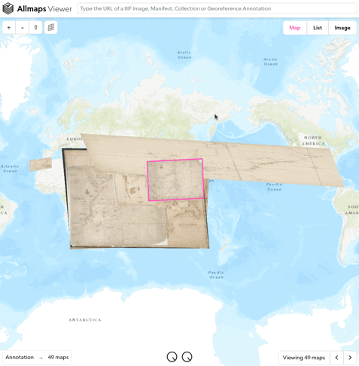 Allmaps Viewer
Type the URL of a IIIF Image, Manifest, Collection or Georeference Annotation
+
-
Map
List
Image
Arctic
Ocean
Arctic
Ocean
NORTH
AMERICA
Atlantic
Ocean
Pacific
Ocean
Pacific
Ocean
ANTARCTICA
Annotation → 49 maps
Viewing 49 maps